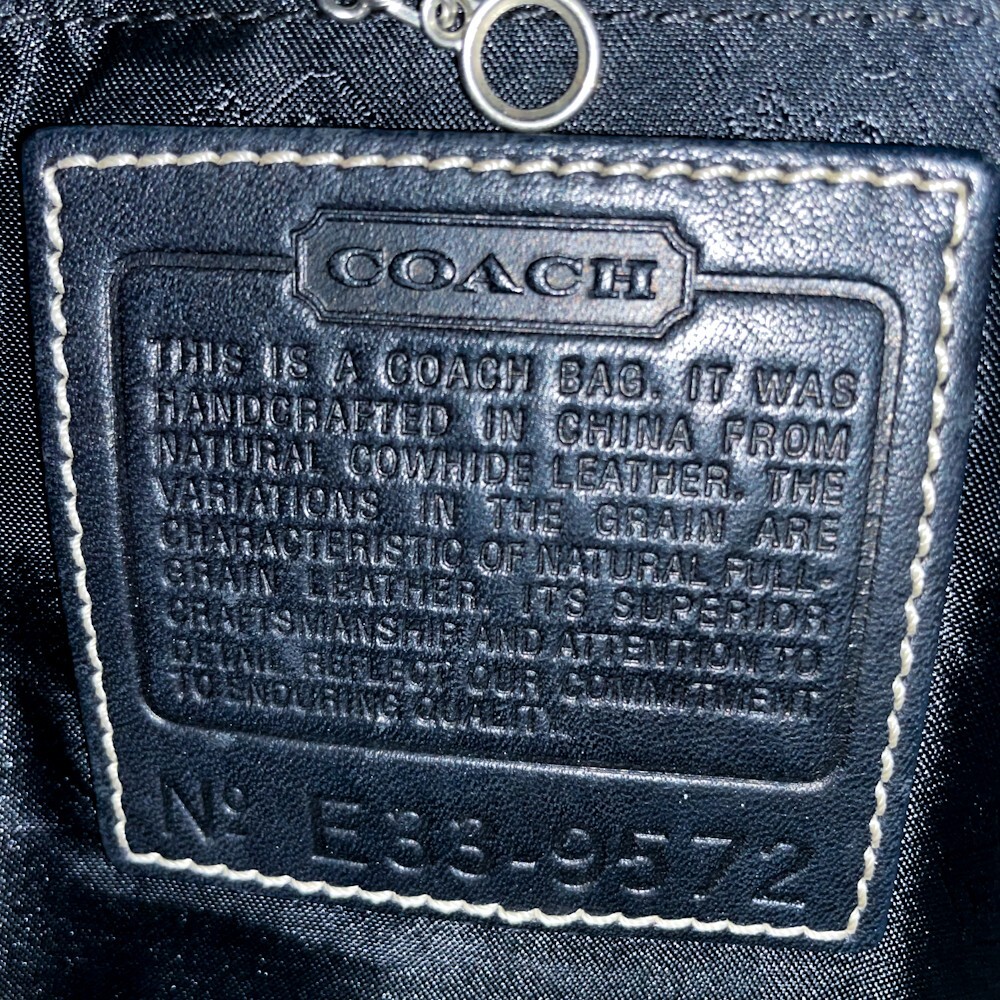 COACH
THIS IS A COACH BAG. IT WAS
HANDCRAFTED IN CHINA FROM
NATURAL COWHIDE LEATHER. THE
VARIATIONS IN THE GRAIN ARE
CHARACTERISTIC OF NATURAL FULL-
GRAIN LEATHER. ITS SUPERIOR
CRAFTSMANSHIP AND ATTENTION TO
DETAIL REFLECT OUR COMMITMENT
TO ENDURING QUALITY.
Nº E33-9572